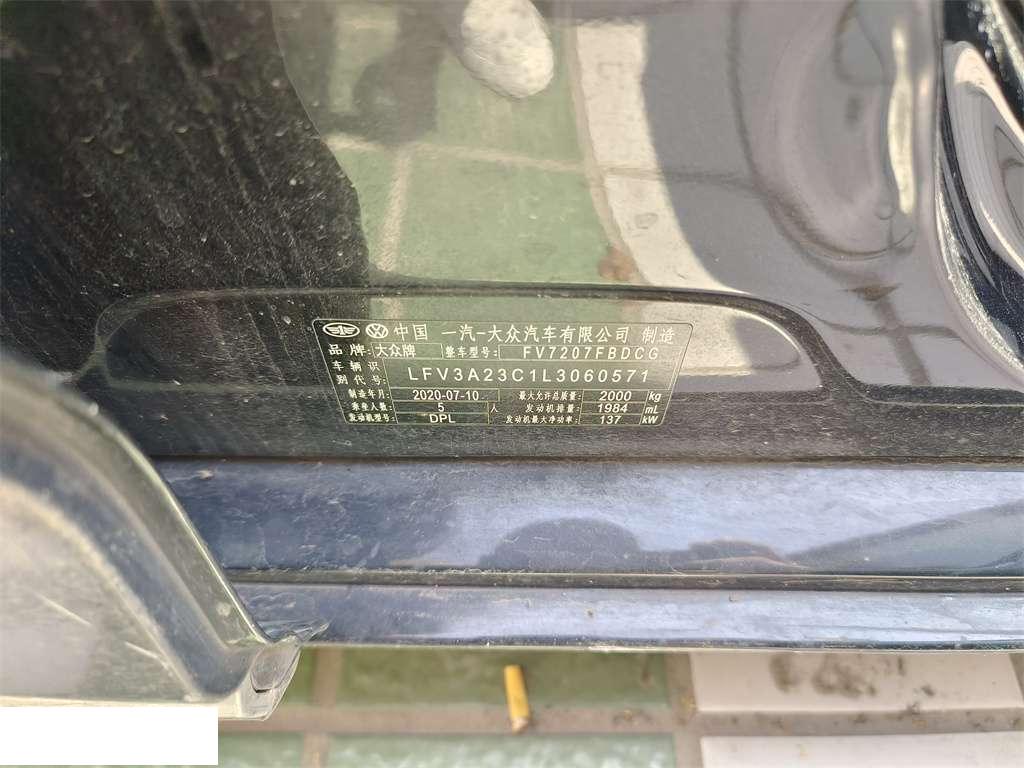 中国 一汽-大众汽车有限公司 制造
品牌: 大众牌 整车型号: FV7207FBDCG
车辆识别代号: LFV3A23C1L3060571
制造年月: 2020-07-10 最大允许总质量: 2000 kg
乘坐人数: 5 人 发动机排量: 1984 mL
发动机型号: DPL 发动机最大净功率: 137 kW